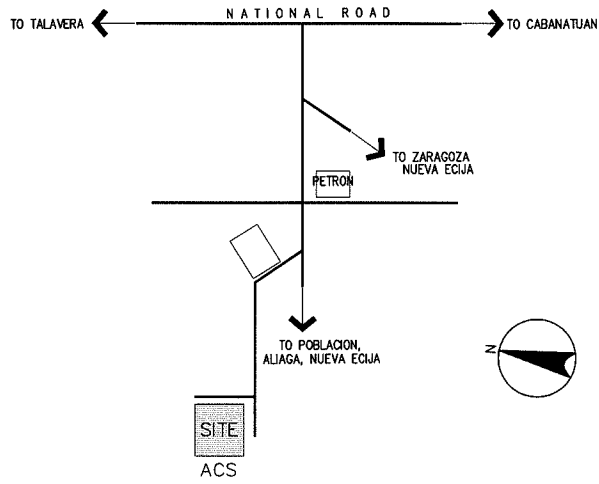 NATIONAL ROAD
TO TALAVERA
TO CABANATUAN
TO ZARAGOZA
NUEVA ECIJA
PETRON
TO POBLACION,
ALIAGA, NUEVA ECIJA
N
SITE
ACS